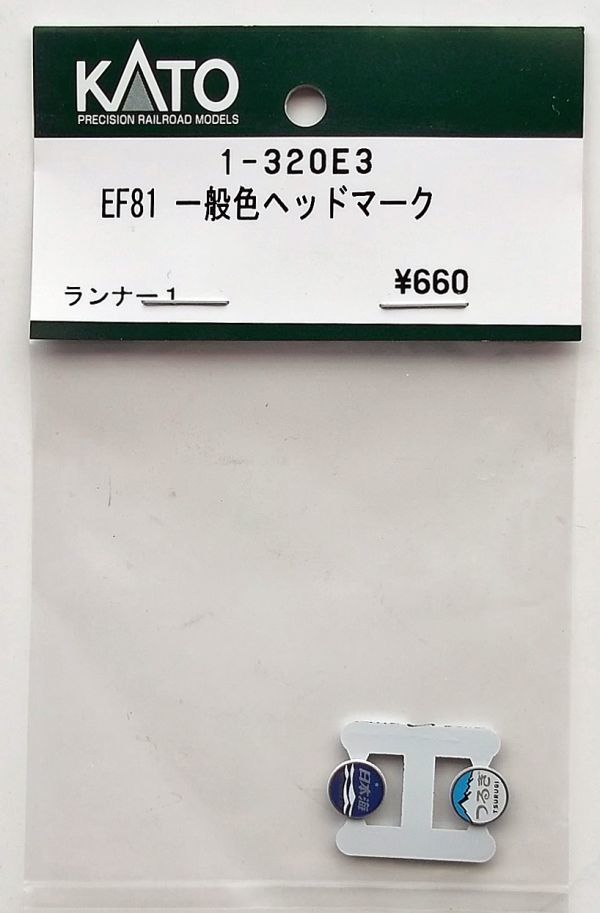 KATO
PRECISION RAILROAD MODELS
1-320E3
EF81 一般色ヘッドマーク
ランナー1
¥660
日本海
つるぎ
TSURUGI